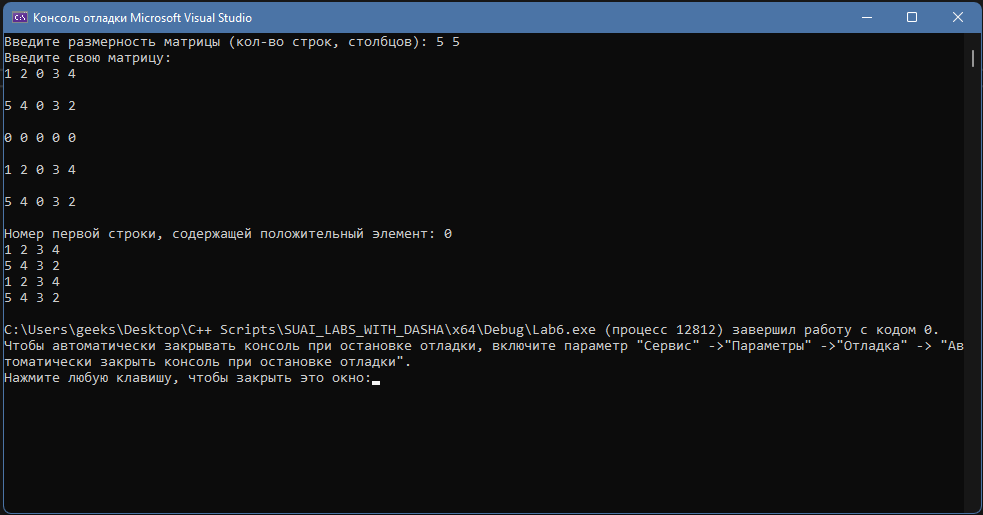 Консоль отладки Microsoft Visual Studio
Введите размерность матрицы (кол-во строк, столбцов): 5 5
Введите свою матрицу:
1 2 0 3 4
5 4 0 3 2
0 0 0 0 0
1 2 0 3 4
5 4 0 3 2
Номер первой строки, содержащей положительный элемент: 0
1 2 3 4
5 4 3 2
1 2 3 4
5 4 3 2
C:\Users\geeks\Desktop\C++ Scripts\SUAI_LABS_WITH_DASHA\x64\Debug\Lab6.exe (процесс 12812) завершил работу с кодом 0.
Чтобы автоматически закрывать консоль при остановке отладки, включите параметр "Сервис" ->"Параметры" ->"Отладка" -> "Ав
томатически закрыть консоль при остановке отладки".
Нажмите любую клавишу, чтобы закрыть это окно: